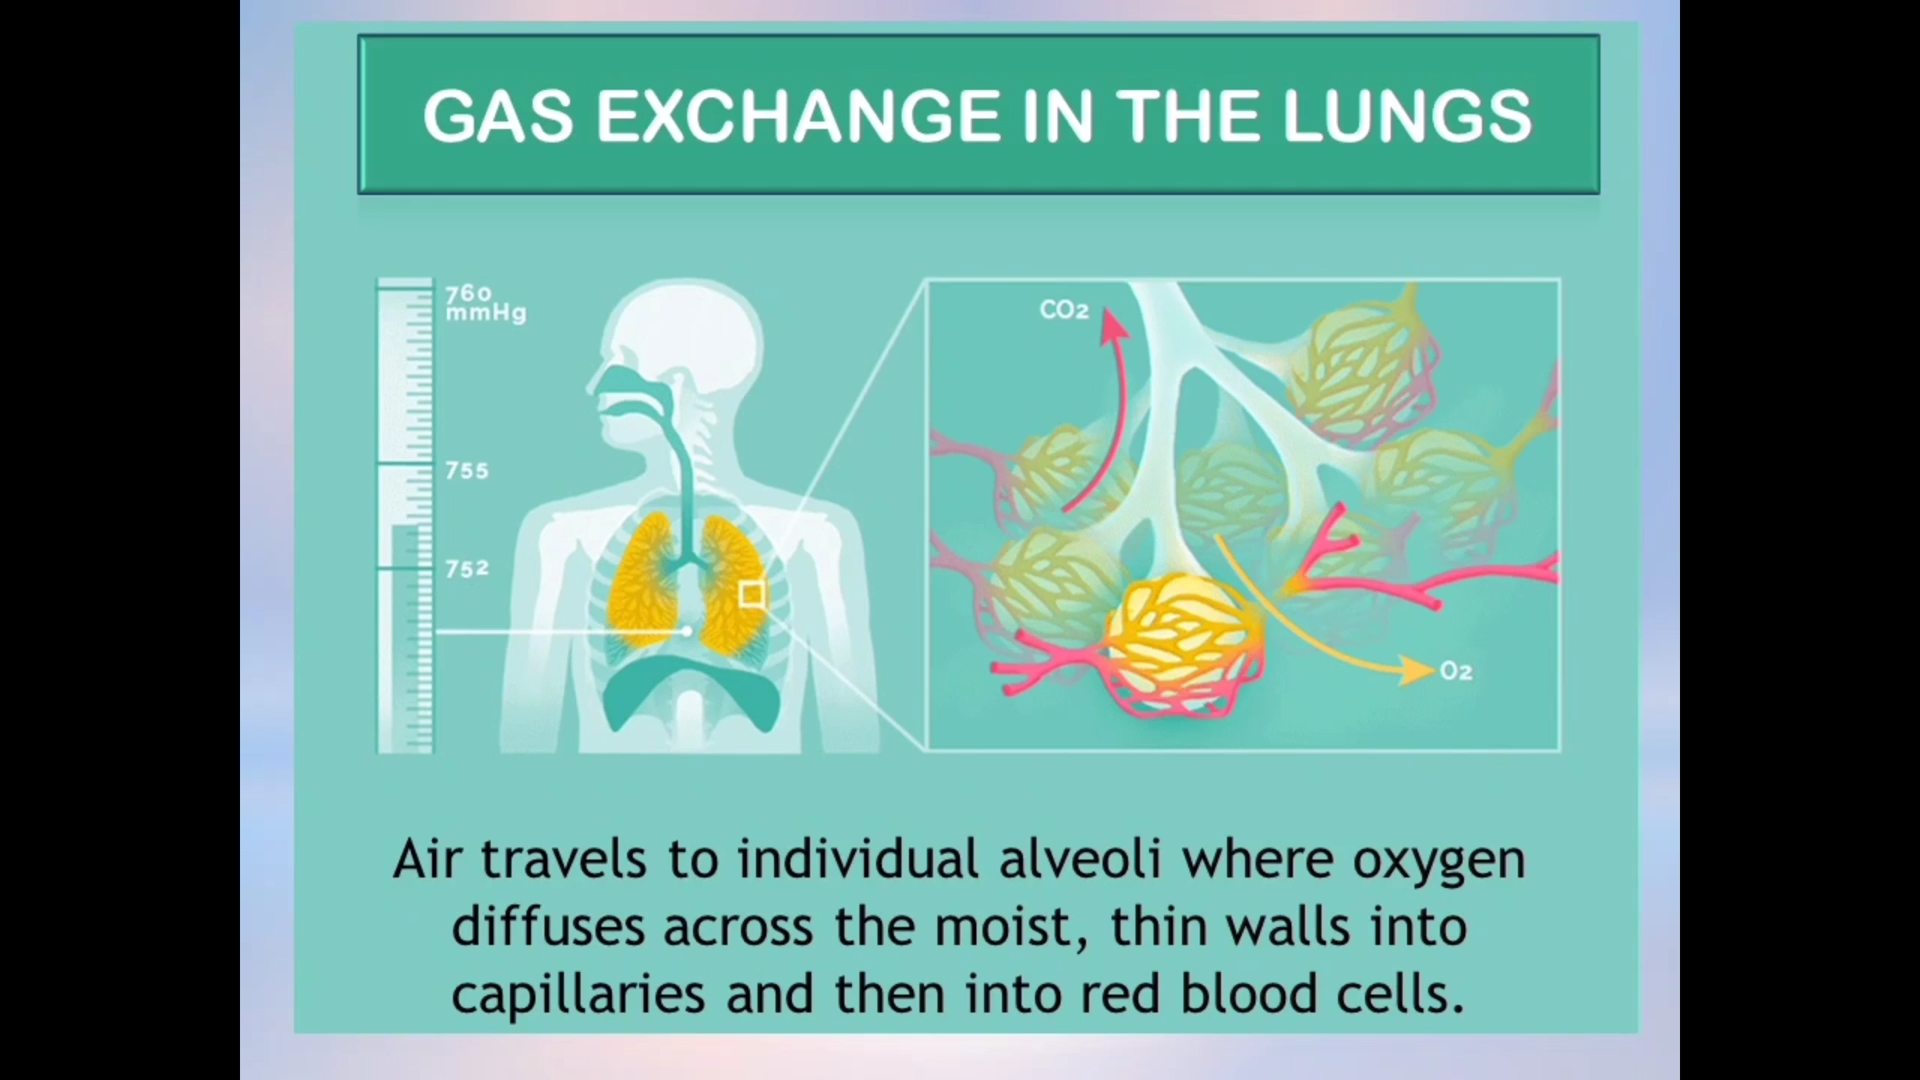 GAS EXCHANGE IN THE LUNGS
760
mmHg
755
752
CO2
O2
Air travels to individual alveoli where oxygen
diffuses across the moist, thin walls into
capillaries and then into red blood cells.